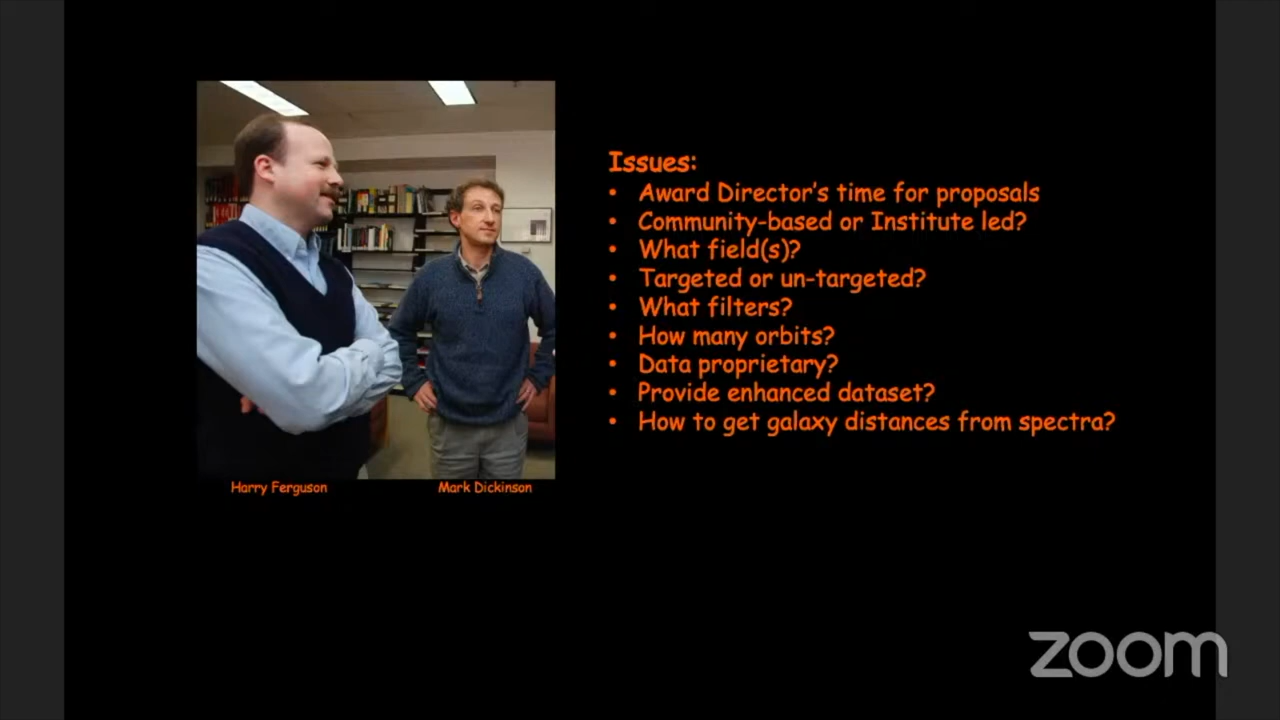 Issues:
• Award Director's time for proposals
• Community-based or Institute led?
• What field(s)?
• Targeted or un-targeted?
• What filters?
• How many orbits?
• Data proprietary?
• Provide enhanced dataset?
• How to get galaxy distances from spectra?
Harry Ferguson
Mark Dickinson
zoom